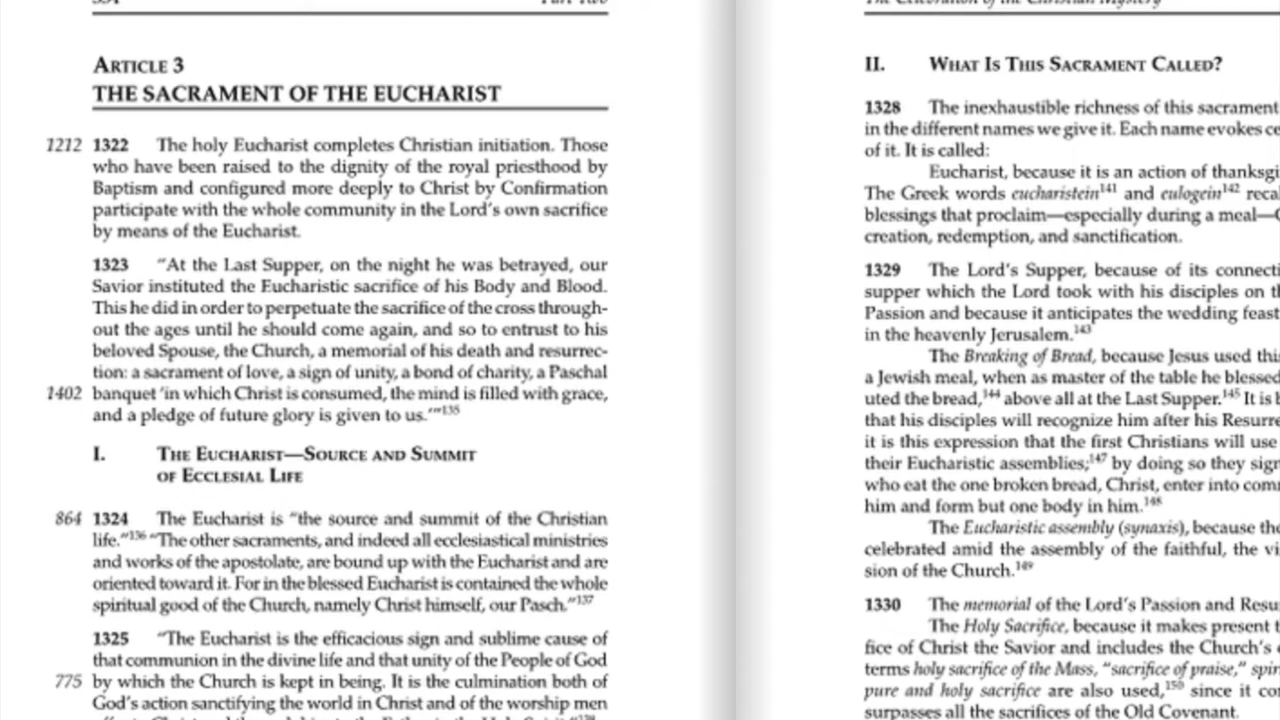 334
Part Two
ARTICLE 3
THE SACRAMENT OF THE EUCHARIST
1212 1322 The holy Eucharist completes Christian initiation. Those
who have been raised to the dignity of the royal priesthood by
Baptism and configured more deeply to Christ by Confirmation
participate with the whole community in the Lord's own sacrifice
by means of the Eucharist.
1323 "At the Last Supper, on the night he was betrayed, our
Savior instituted the Eucharistic sacrifice of his Body and Blood.
This he did in order to perpetuate the sacrifice of the cross through-
out the ages until he should come again, and so to entrust to his
beloved Spouse, the Church, a memorial of his death and resurrec-
tion: a sacrament of love, a sign of unity, a bond of charity, a Paschal
1402 banquet 'in which Christ is consumed, the mind is filled with grace,
and a pledge of future glory is given to us.'"135
I. THE EUCHARIST—SOURCE AND SUMMIT
OF ECCLESIAL LIFE
864 1324 The Eucharist is "the source and summit of the Christian
life."136 "The other sacraments, and indeed all ecclesiastical ministries
and works of the apostolate, are bound up with the Eucharist and are
oriented toward it. For in the blessed Eucharist is contained the whole
spiritual good of the Church, namely Christ himself, our Pasch."137
1325 "The Eucharist is the efficacious sign and sublime cause of
that communion in the divine life and that unity of the People of God
775 by which the Church is kept in being. It is the culmination both of
God's action sanctifying the world in Christ and of the worship men
The Celebration of the Christian Mystery
II. WHAT IS THIS SACRAMENT CALLED?
1328 The inexhaustible richness of this sacrament
in the different names we give it. Each name evokes ce
of it. It is called:
Eucharist, because it is an action of thanksgi
The Greek words eucharistein141 and eulogein142 reca
blessings that proclaim—especially during a meal—G
creation, redemption, and sanctification.
1329 The Lord's Supper, because of its connecti
supper which the Lord took with his disciples on th
Passion and because it anticipates the wedding feast
in the heavenly Jerusalem.143
The Breaking of Bread, because Jesus used this
a Jewish meal, when as master of the table he blessed
uted the bread,144 above all at the Last Supper.145 It is b
that his disciples will recognize him after his Resurre
it is this expression that the first Christians will use
their Eucharistic assemblies;147 by doing so they sign
who eat the one broken bread, Christ, enter into com
him and form but one body in him.148
The Eucharistic assembly (synaxis), because the
celebrated amid the assembly of the faithful, the vi
sion of the Church.149
1330 The memorial of the Lord's Passion and Resu
The Holy Sacrifice, because it makes present t
fice of Christ the Savior and includes the Church's o
terms holy sacrifice of the Mass, "sacrifice of praise," spir
pure and holy sacrifice are also used,150 since it co
surpasses all the sacrifices of the Old Covenant.